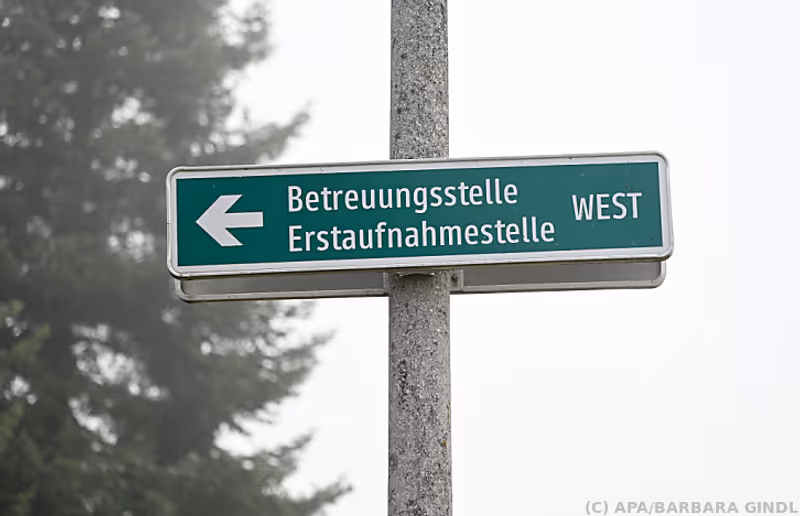 Betreuungsstelle
Erstaufnahmestelle
WEST
(C) APA/BARBARA GINDL